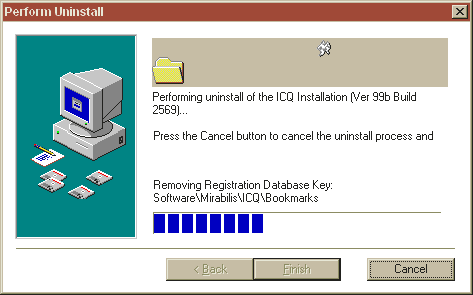 Perform Uninstall
Performing uninstall of the ICQ Installation (Ver 99b Build
2569)...
Press the Cancel button to cancel the uninstall process and
Removing Registration Database Key:
Software\Mirabilis\ICQ\Bookmarks
< Back
Finish
Cancel